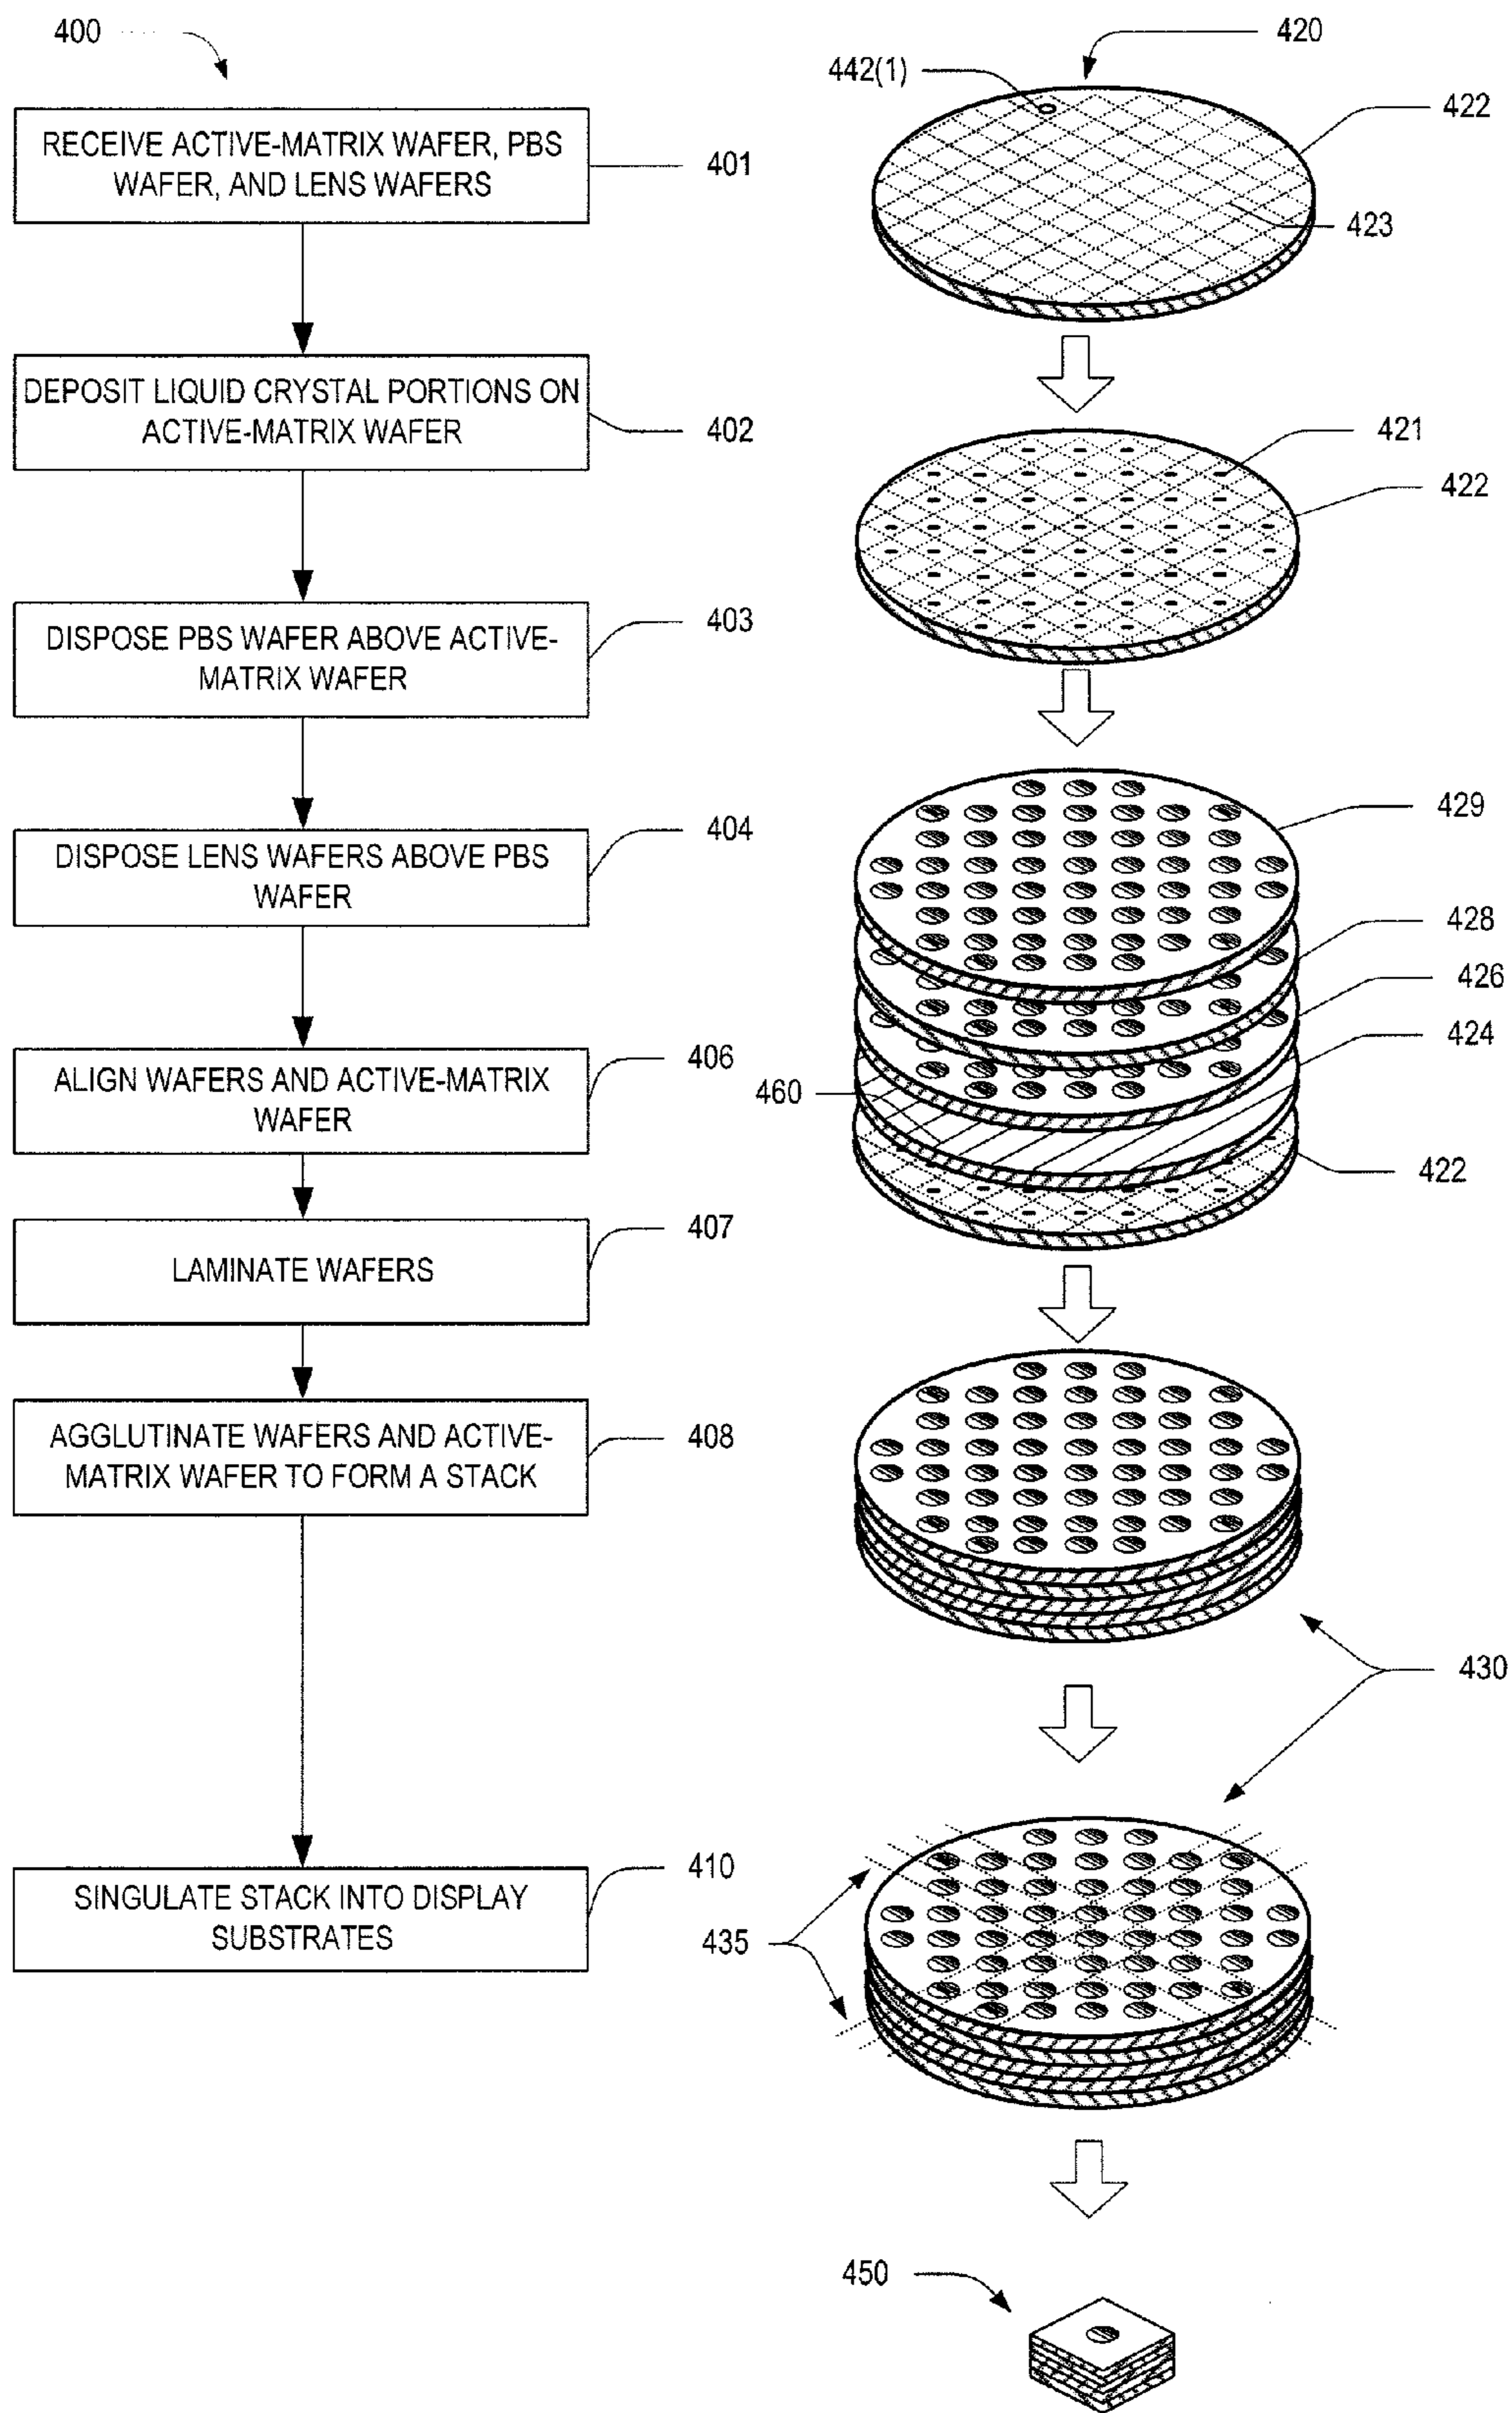 400
420
442(1)
422
RECEIVE ACTIVE-MATRIX WAFER, PBS
WAFER, AND LENS WAFERS
401
423
DEPOSIT LIQUID CRYSTAL PORTIONS ON
ACTIVE-MATRIX WAFER
402
421
422
DISPOSE PBS WAFER ABOVE ACTIVE-
MATRIX WAFER
403
429
DISPOSE LENS WAFERS ABOVE PBS
WAFER
404
428
426
424
ALIGN WAFERS AND ACTIVE-MATRIX
WAFER
406
460
422
LAMINATE WAFERS
407
AGGLUTINATE WAFERS AND ACTIVE-
MATRIX WAFER TO FORM A STACK
408
430
SINGULATE STACK INTO DISPLAY
SUBSTRATES
410
435
450